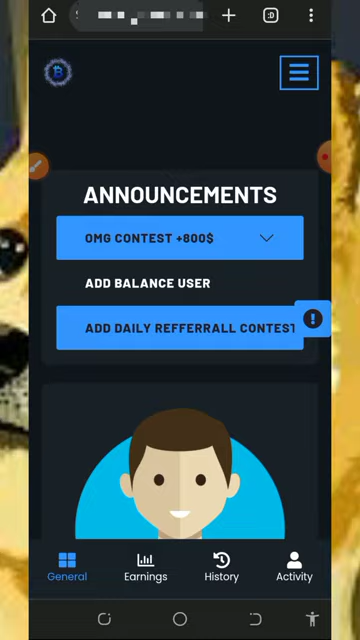 ANNOUNCEMENTS
OMG CONTEST +800$
ADD BALANCE USER
ADD DAILY REFFERRALL CONTEST
General
Earnings
History
Activity